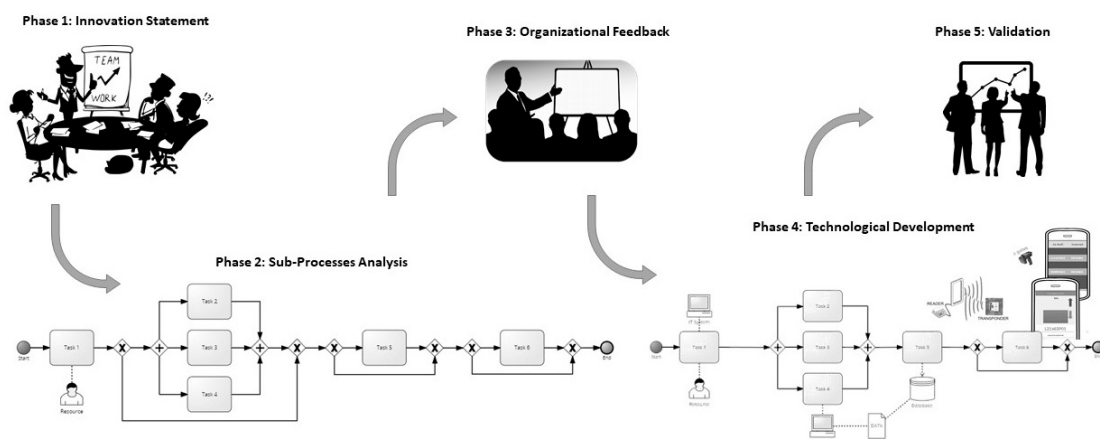 Phase 1: Innovation Statement
TEAM
WORK
Phase 3: Organizational Feedback
Phase 5: Validation
Phase 2: Sub-Processes Analysis
Start
Task 1
Task 2
Task 3
Task 4
Task 5
Task 6
End
Resource
Phase 4: Technological Development
READER
TRANSPONDER
Start
Task 1
Task 2
Task 3
Task 4
Task 5
Task 6
Resource
DATA
Database